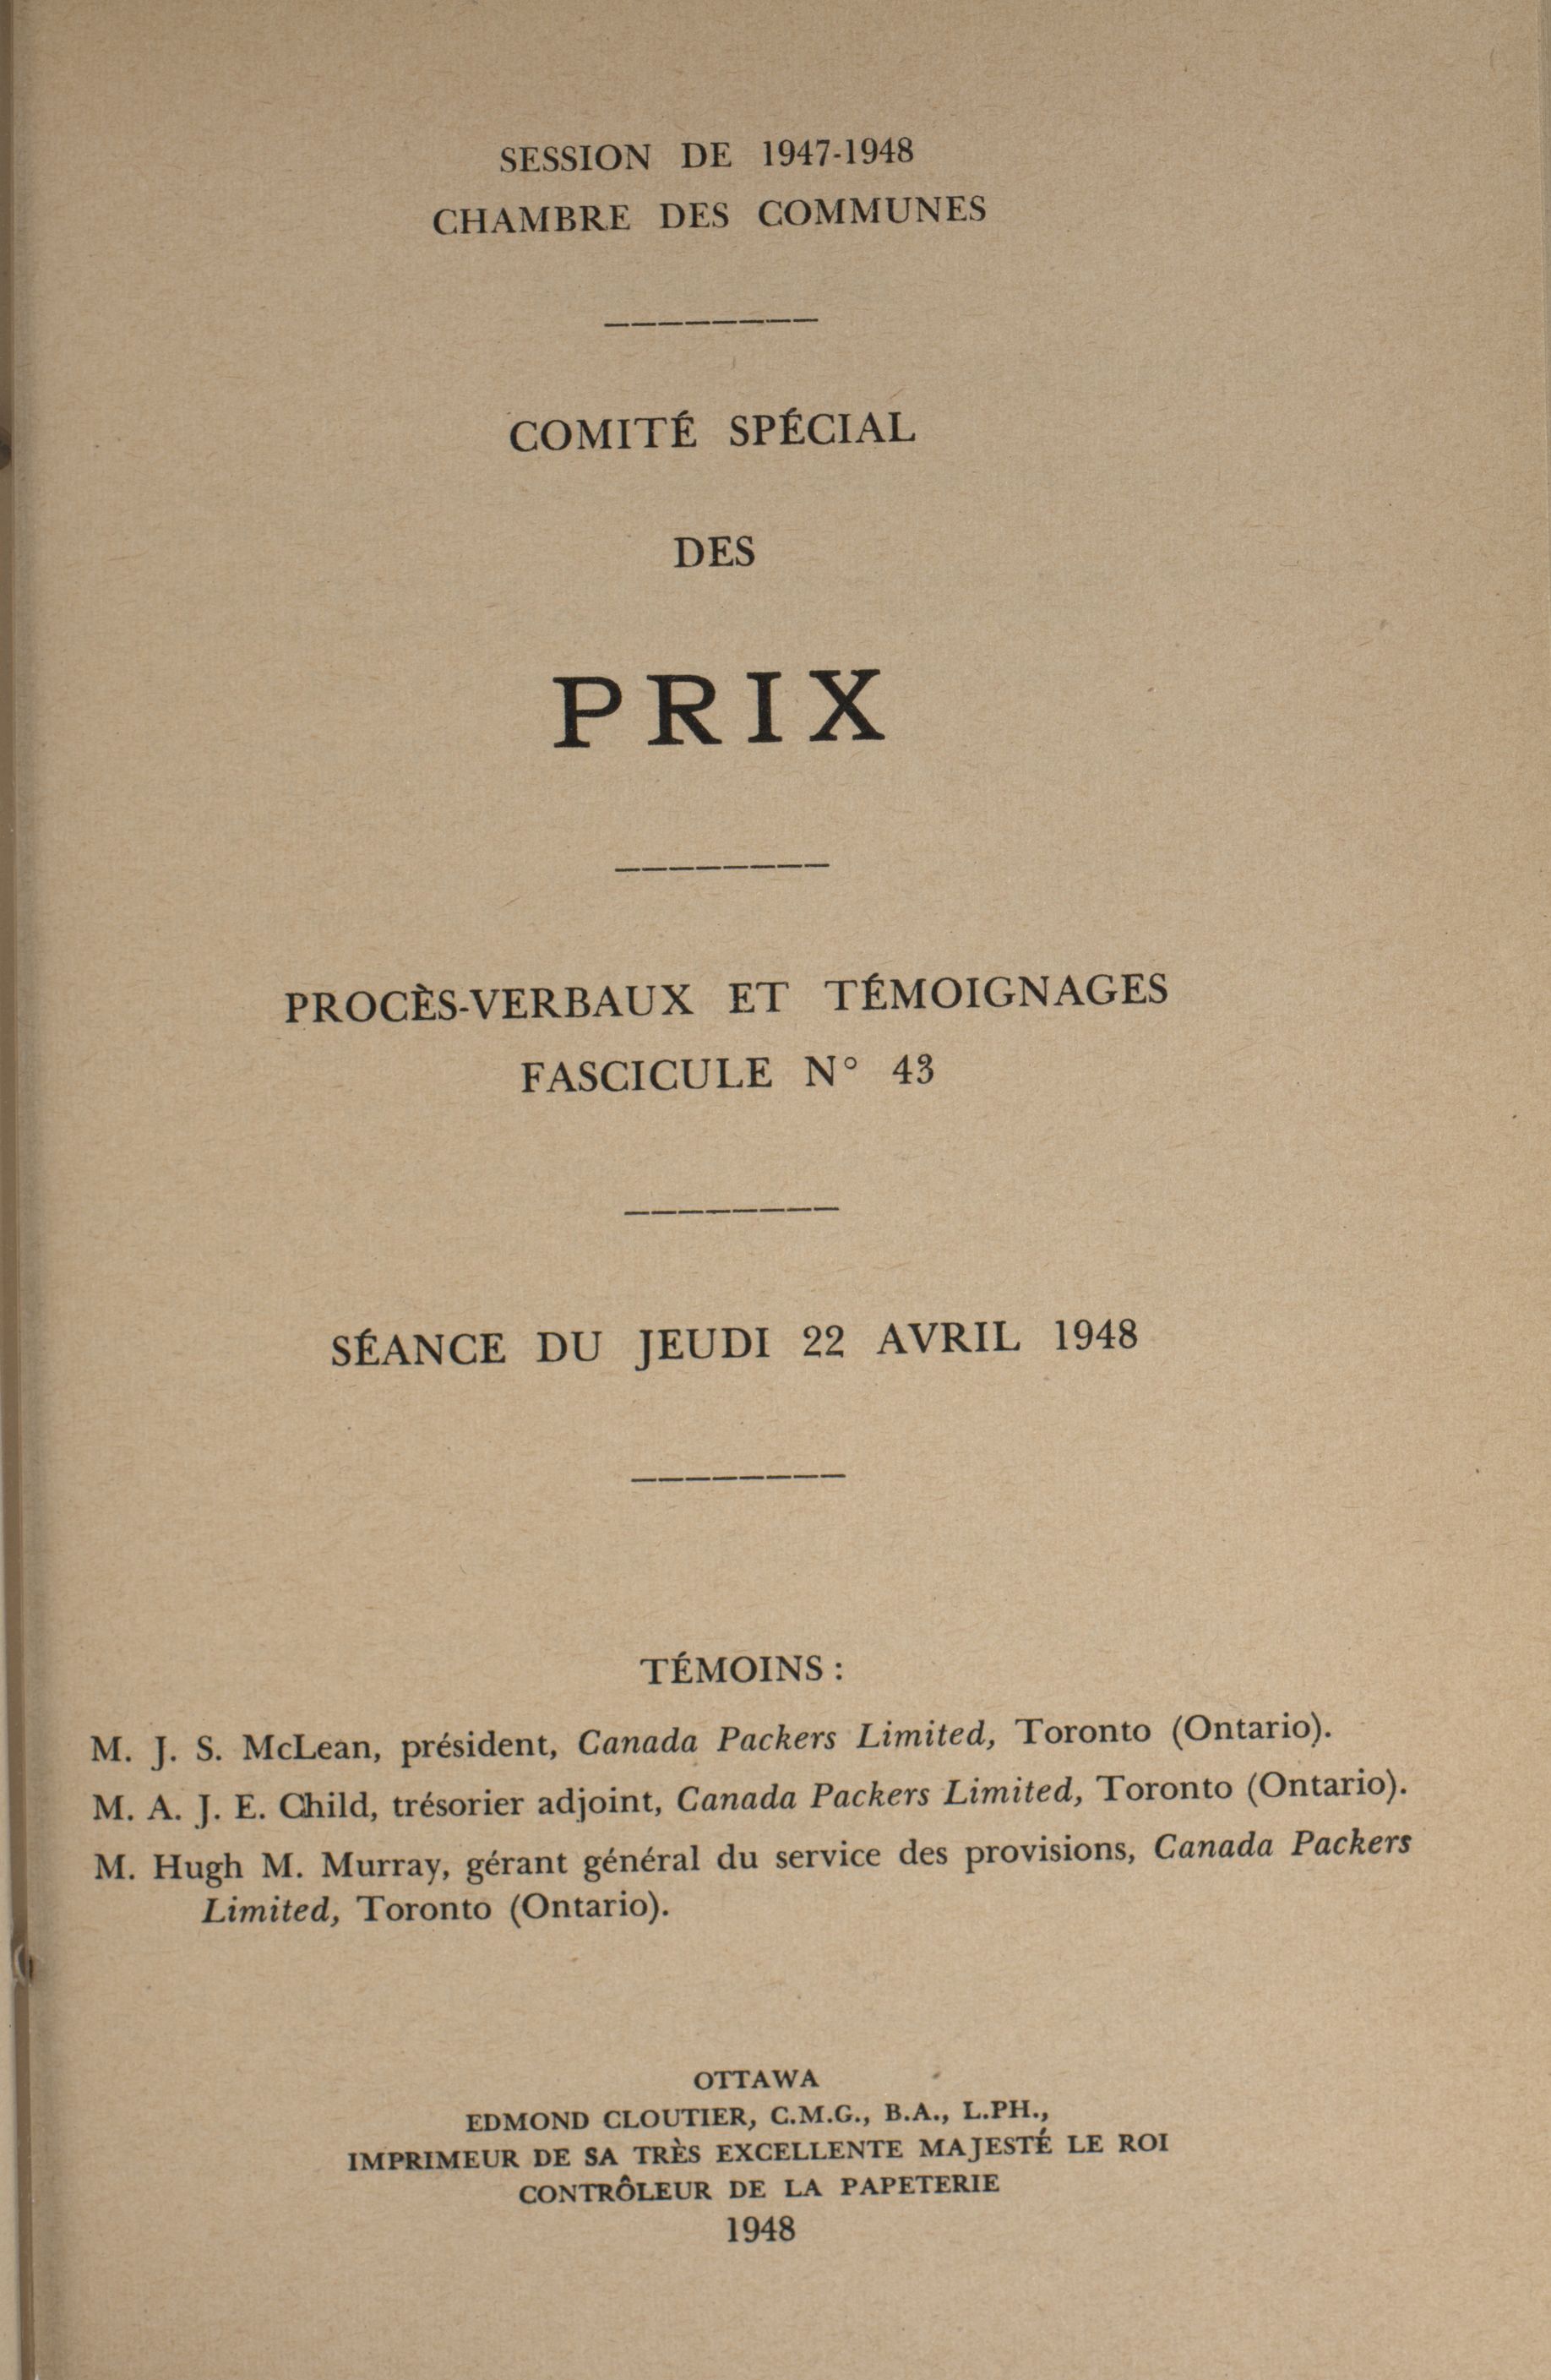 SESSION DE 1947-1948
CHAMBRE DES COMMUNES
COMITÉ SPÉCIAL
DES
PRIX
PROCÈS-VERBAUX ET TÉMOIGNAGES
FASCICULE N° 43
SÉANCE DU JEUDI 22 AVRIL 1948
TÉMOINS :
M. J. S. McLean, président, Canada Packers Limited, Toronto (Ontario).
M. A. J. E. Child, trésorier adjoint, Canada Packers Limited, Toronto (Ontario).
M. Hugh M. Murray, gérant général du service des provisions, Canada Packers
Limited, Toronto (Ontario).
OTTAWA
EDMOND CLOUTIER, C.M.G., B.A., L.PH.,
IMPRIMEUR DE SA TRÈS EXCELLENTE MAJESTÉ LE ROI
CONTRÔLEUR DE LA PAPETERIE
1948